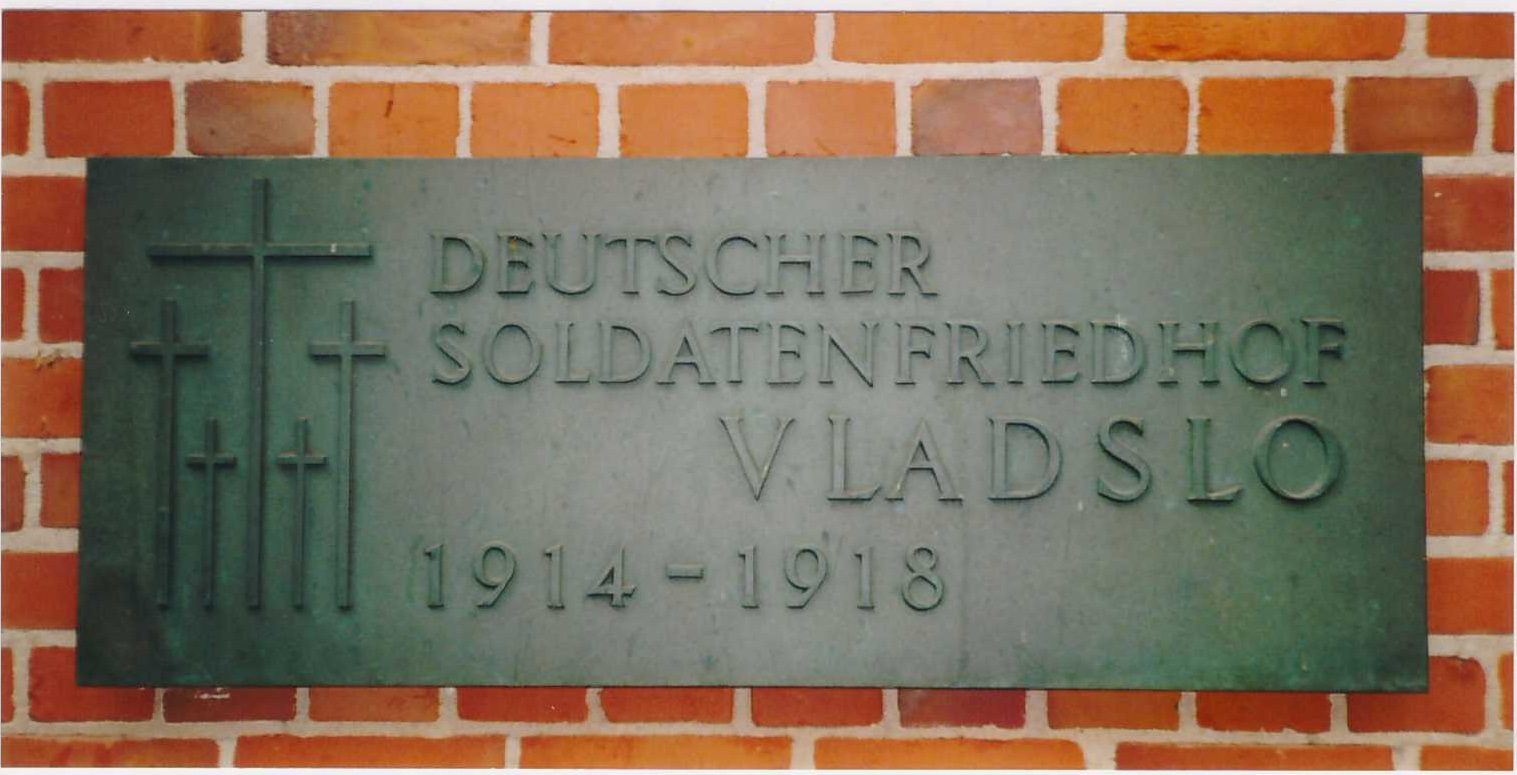 DEUTSCHER
SOLDATENFRIEDHOF
VLADSLO
1914-1918